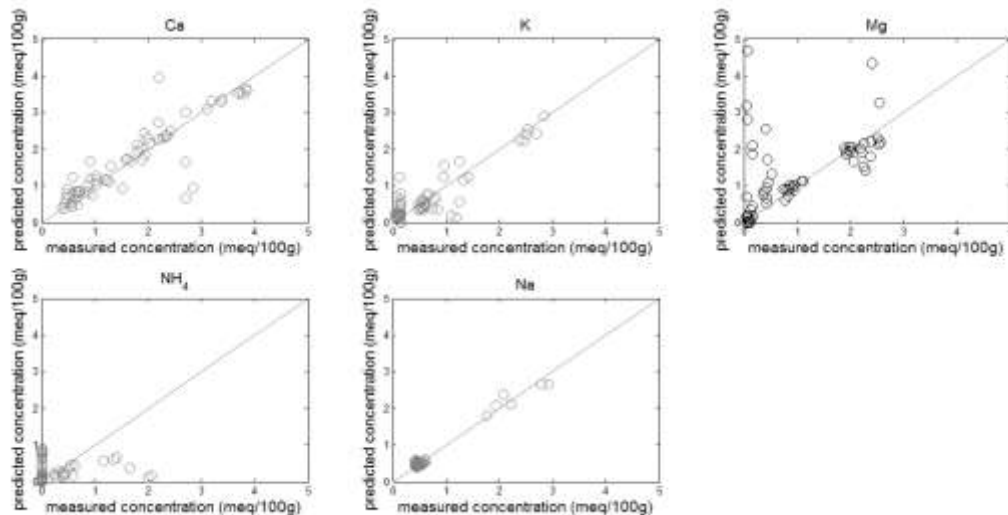 Ca
predicted concentration (meq/100g)
5
4
3
2
1
0
0 1 2 3 4 5
measured concentration (meq/100g)
K
predicted concentration (meq/100g)
5
4
3
2
1
0
0 1 2 3 4 5
measured concentration (meq/100g)
Mg
predicted concentration (meq/100g)
5
4
3
2
1
0
1 2 3 4
measured concentration (meq/100g)
NH4
predicted concentration (meq/100g)
5
4
3
2
1
0
0 1 2 3 4 5
measured concentration (meq/100g)
Na
predicted concentration (meq/100g)
5
4
3
2
1
0
0 1 2 3 4 5
measured concentration (meq/100g)